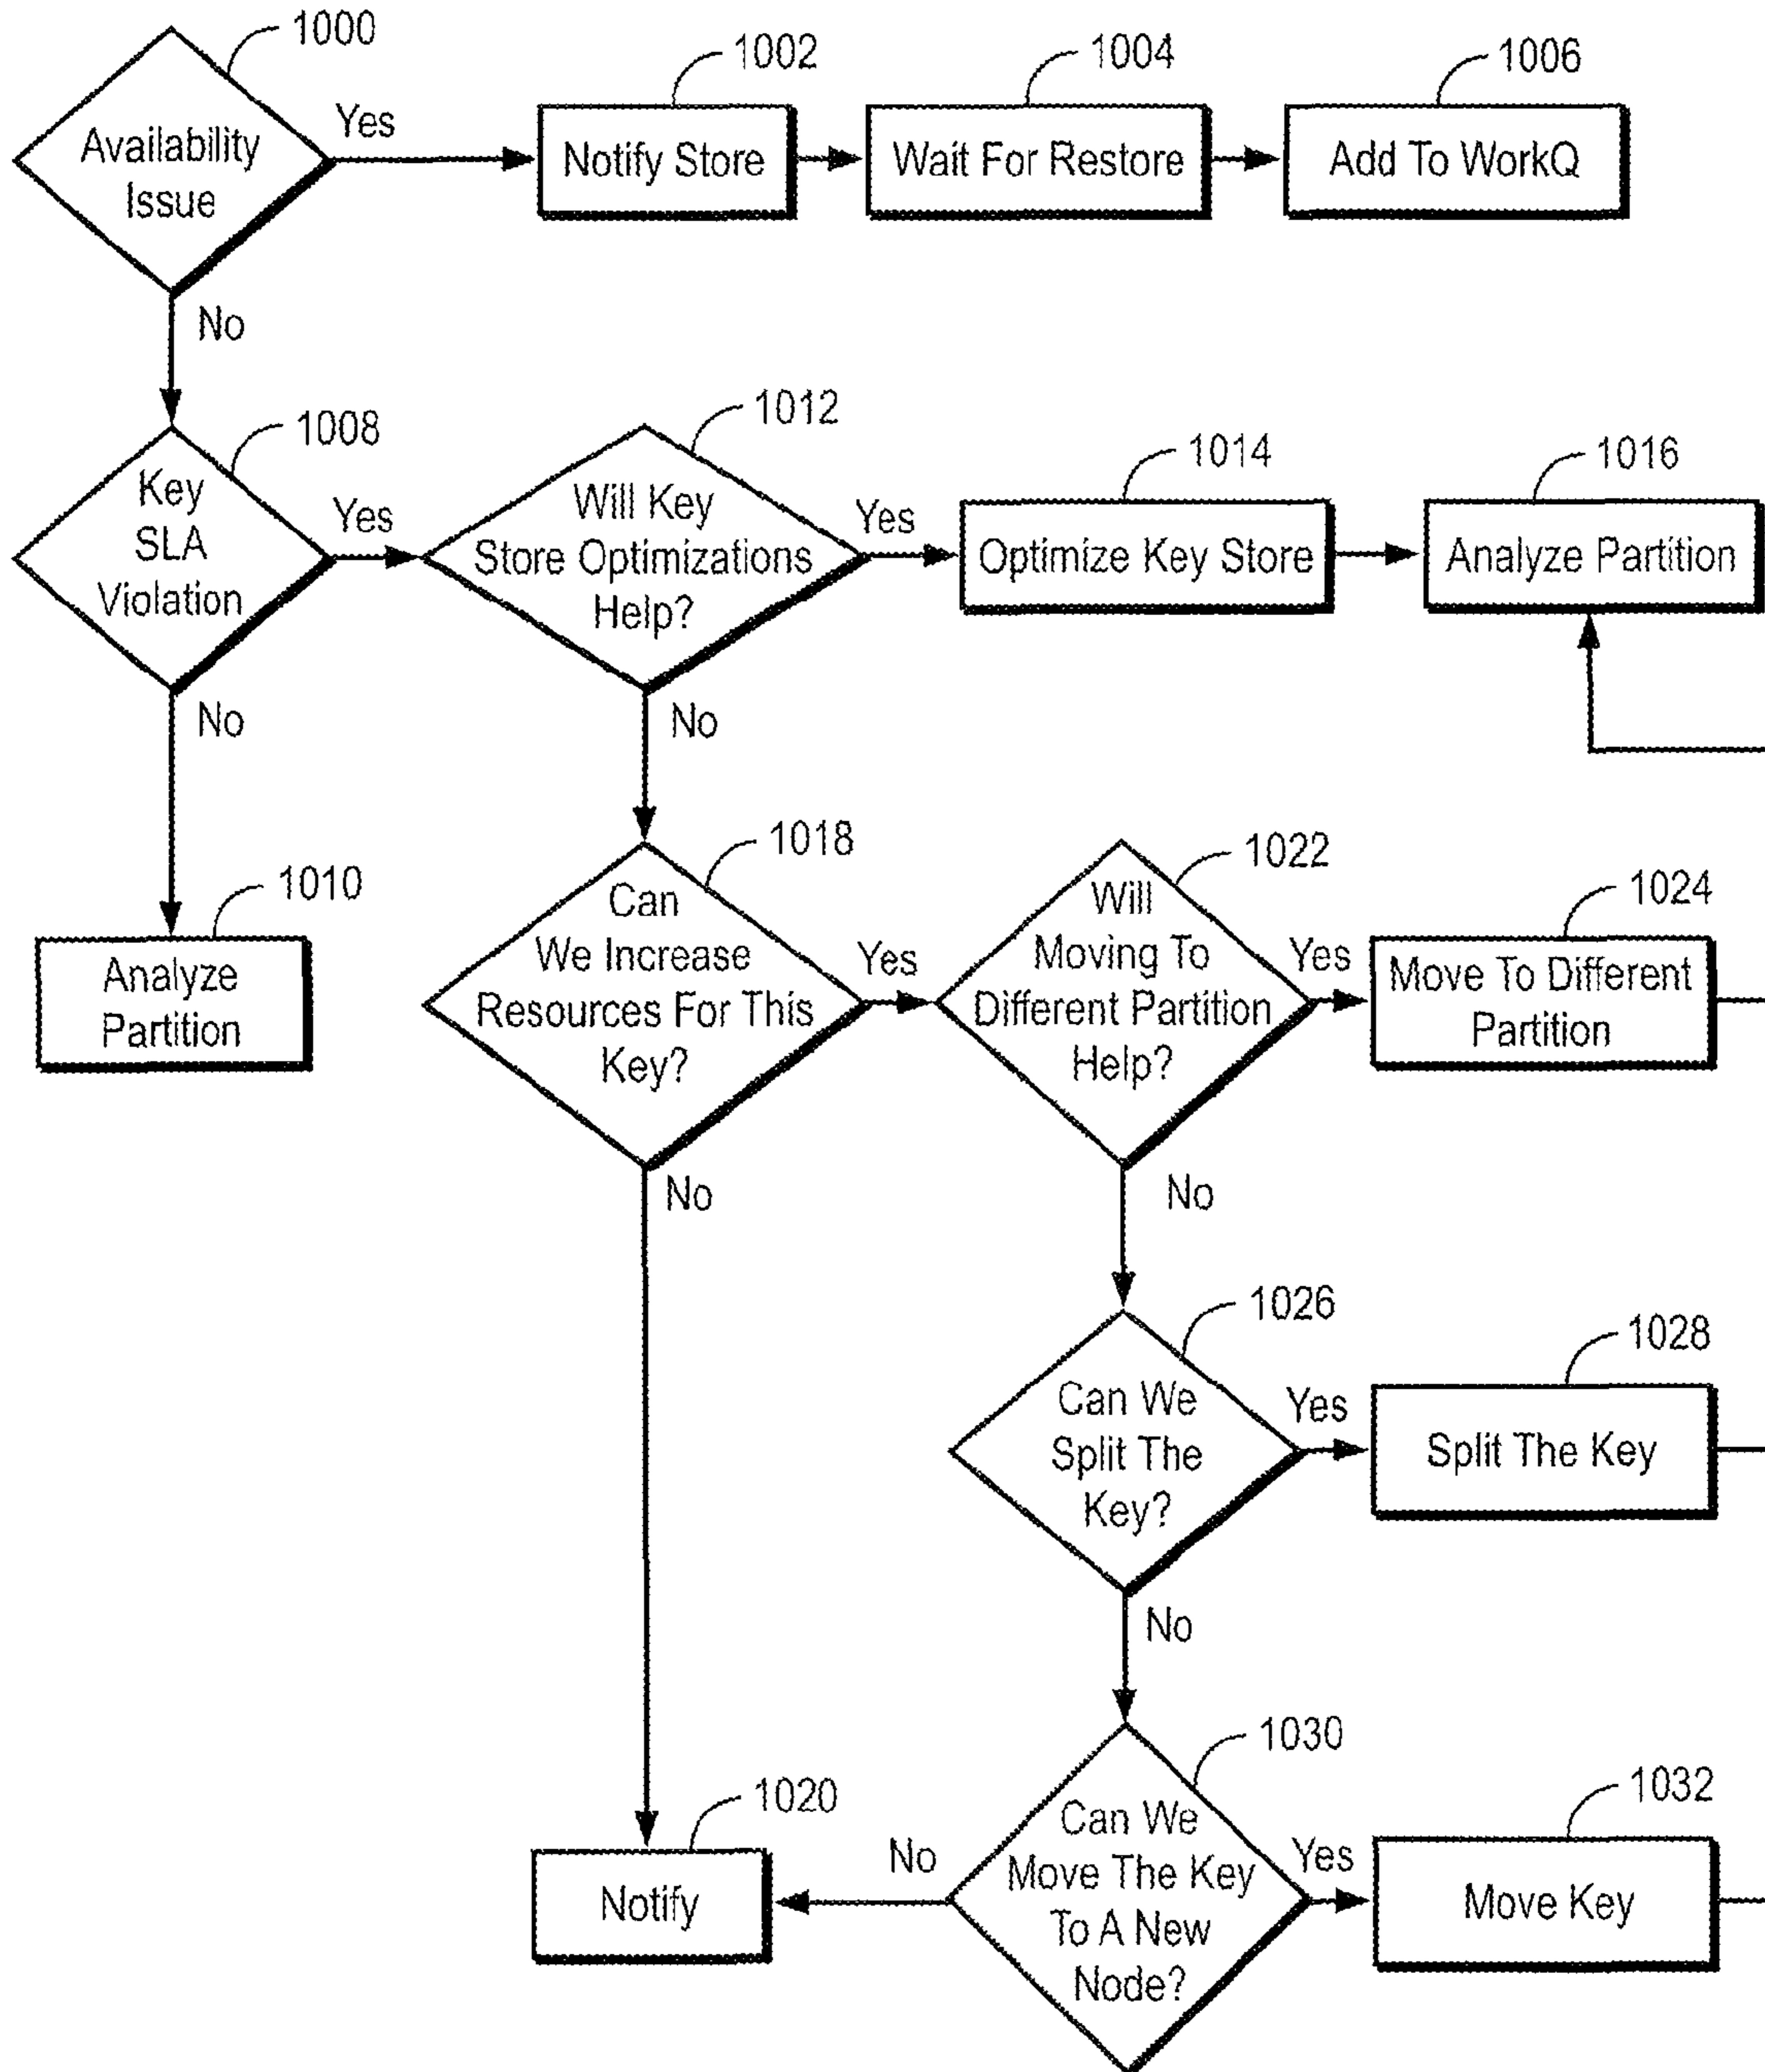 1000
Availability
Issue
Yes
1002
Notify Store
1004
Wait For Restore
1006
Add To WorkQ
No
1008
Key
SLA
Violation
Yes
1012
Will Key
Store Optimizations
Help?
Yes
1014
Optimize Key Store
1016
Analyze Partition
No
No
1010
Analyze
Partition
1018
Can
We Increase
Resources For This
Key?
Yes
1022
Will
Moving To
Different Partition
Help?
Yes
1024
Move To Different
Partition
No
No
1026
Can We
Split The
Key?
Yes
1028
Split The Key
No
1020
Notify
No
1030
Can We
Move The Key
To A New
Node?
Yes
1032
Move Key